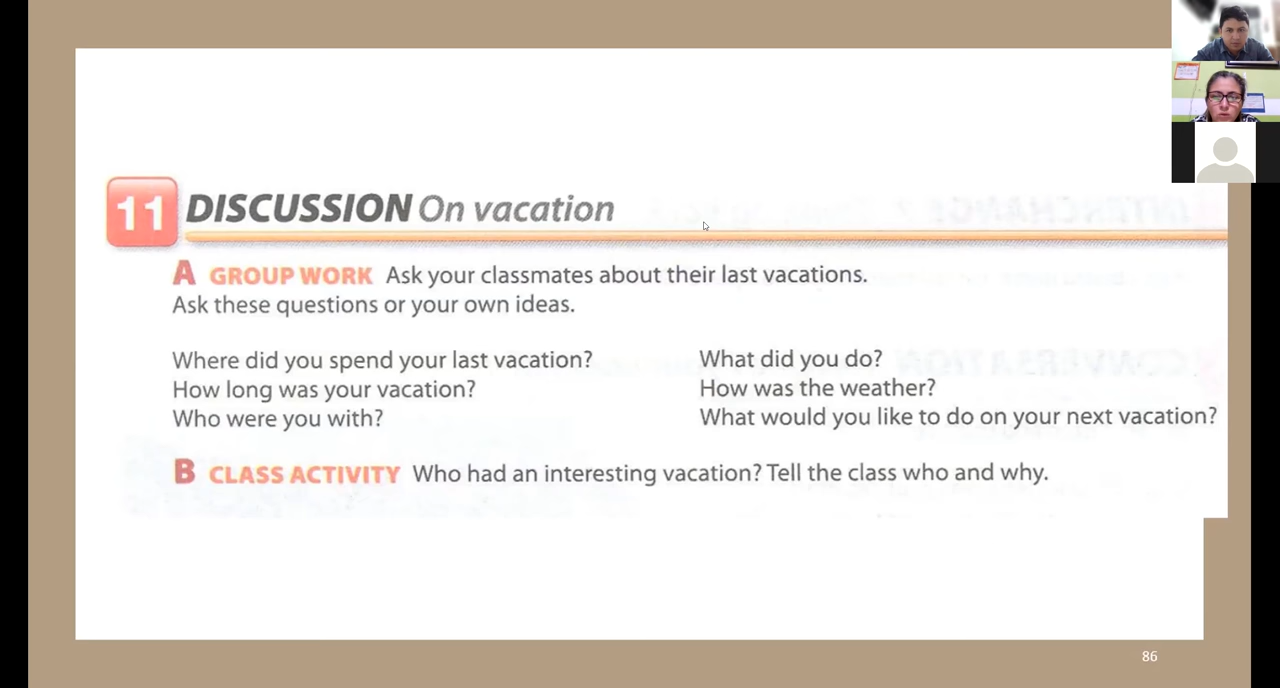 11 DISCUSSION On vacation
A GROUP WORK Ask your classmates about their last vacations.
Ask these questions or your own ideas.
Where did you spend your last vacation?
How long was your vacation?
Who were you with?
What did you do?
How was the weather?
What would you like to do on your next vacation?
B CLASS ACTIVITY Who had an interesting vacation? Tell the class who and why.
86